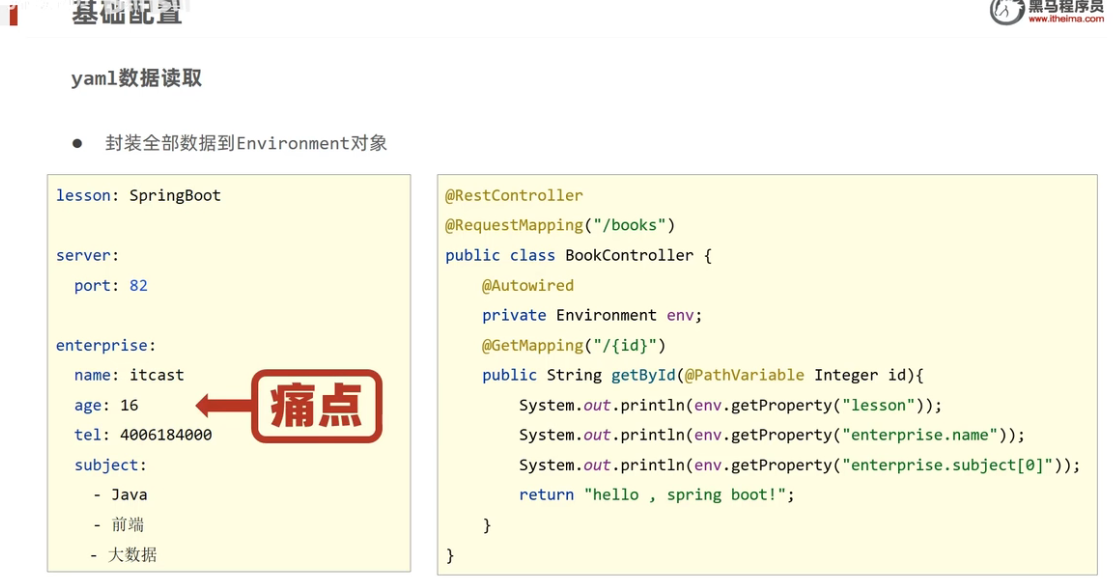 基础配置
黑马程序员
www.itheima.com
yaml数据读取
● 封装全部数据到Environment对象
lesson: SpringBoot
server:
port: 82
enterprise:
name: itcast
age: 16
tel: 4006184000
subject:
- Java
- 前端
- 大数据
痛点
@RestController
@RequestMapping("/books")
public class BookController {
@Autowired
private Environment env;
@GetMapping("/{id}")
public String getById(@PathVariable Integer id){
System.out.println(env.getProperty("lesson"));
System.out.println(env.getProperty("enterprise.name"));
System.out.println(env.getProperty("enterprise.subject[0]"));
return "hello , spring boot!";
}
}